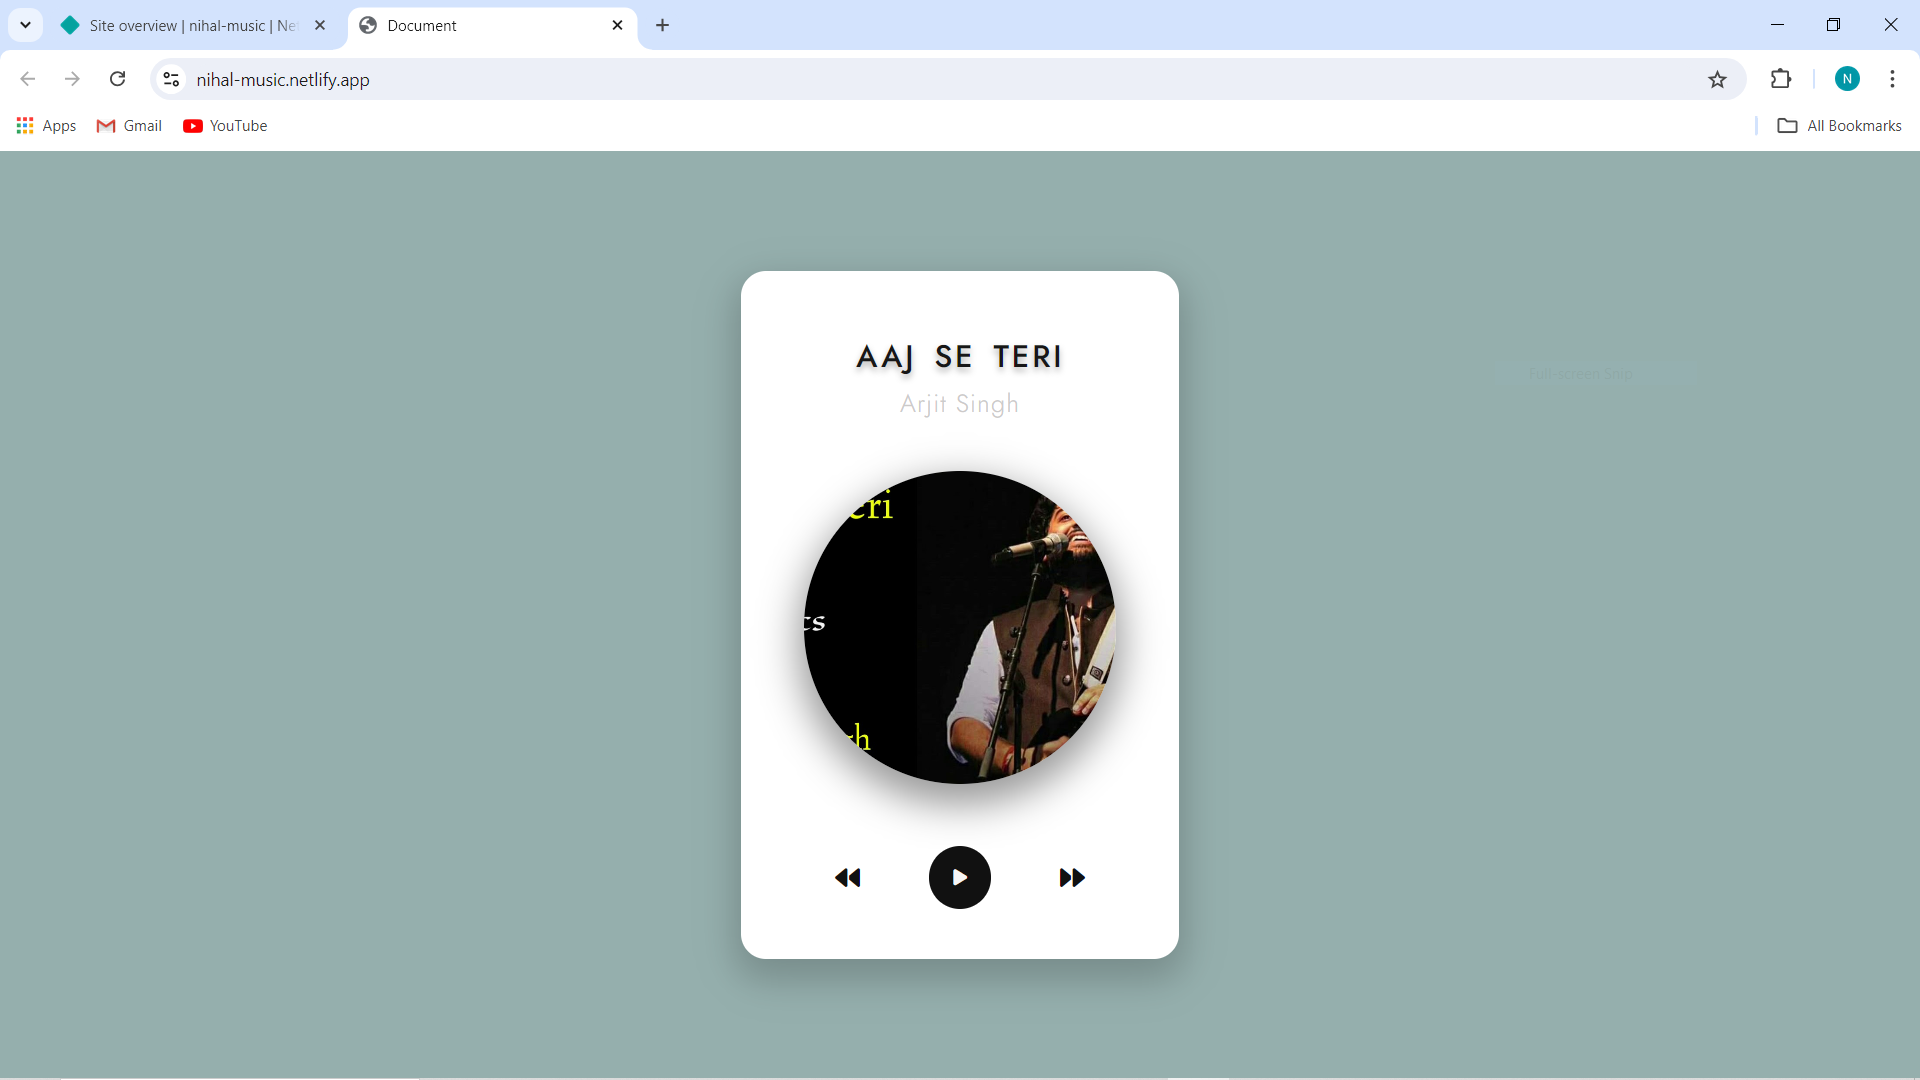 Site overview | nihal-music | Ne
Document
nihal-music.netlify.app
N
Apps
Gmail
YouTube
All Bookmarks
AAJ SE TERI
Arjit Singh
Full-screen Snip
eri
cs
gh